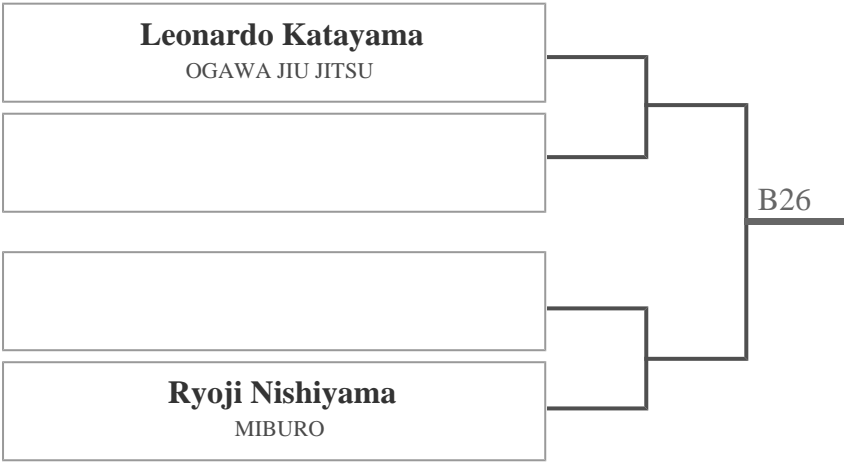 Leonardo Katayama
OGAWA JIU JITSU
B26
Ryoji Nishiyama
MIBURO